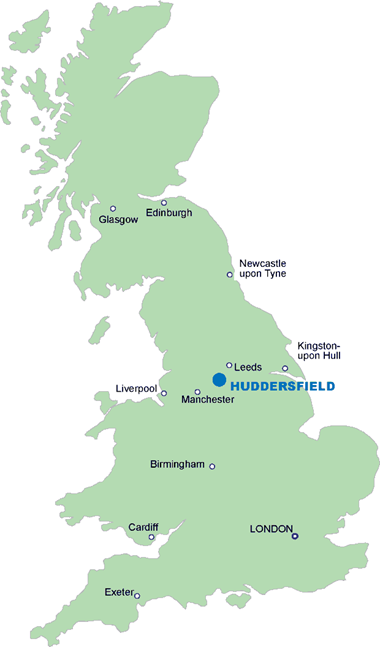 Edinburgh
Glasgow
Newcastle
upon Tyne
Kingston-
upon Hull
Leeds
HUDDERSFIELD
Liverpool
Manchester
Birmingham
Cardiff
LONDON
Exeter